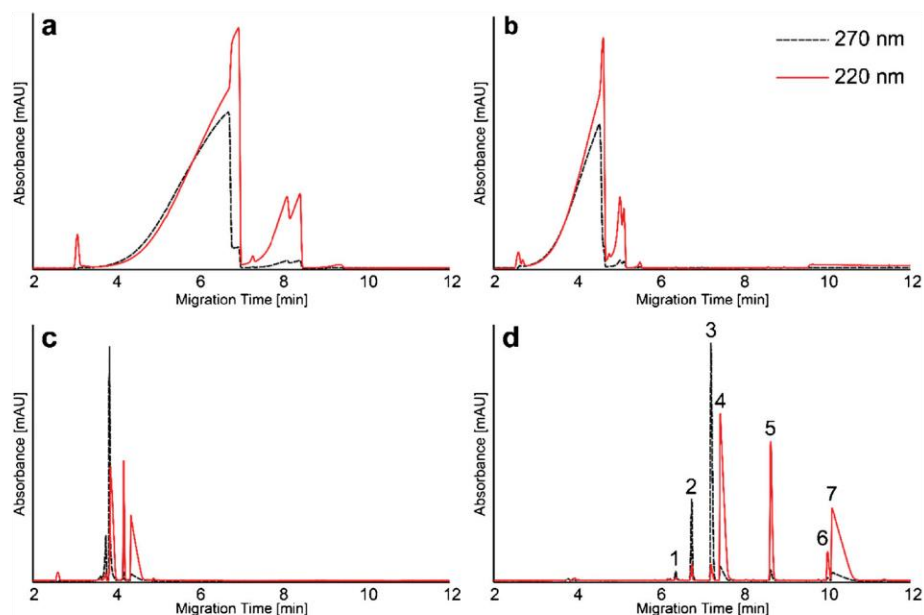 a
b
270 nm
220 nm
Absorbance [mAU]
Absorbance [mAU]
2 4 6 8 10 12
2 4 6 8 10 12
Migration Time [min]
Migration Time [min]
c
d
3
4
5
2
7
6
1
Absorbance [mAU]
Absorbance [mAU]
2 4 6 8 10 12
2 4 6 8 10 12
Migration Time [min]
Migration Time [min]